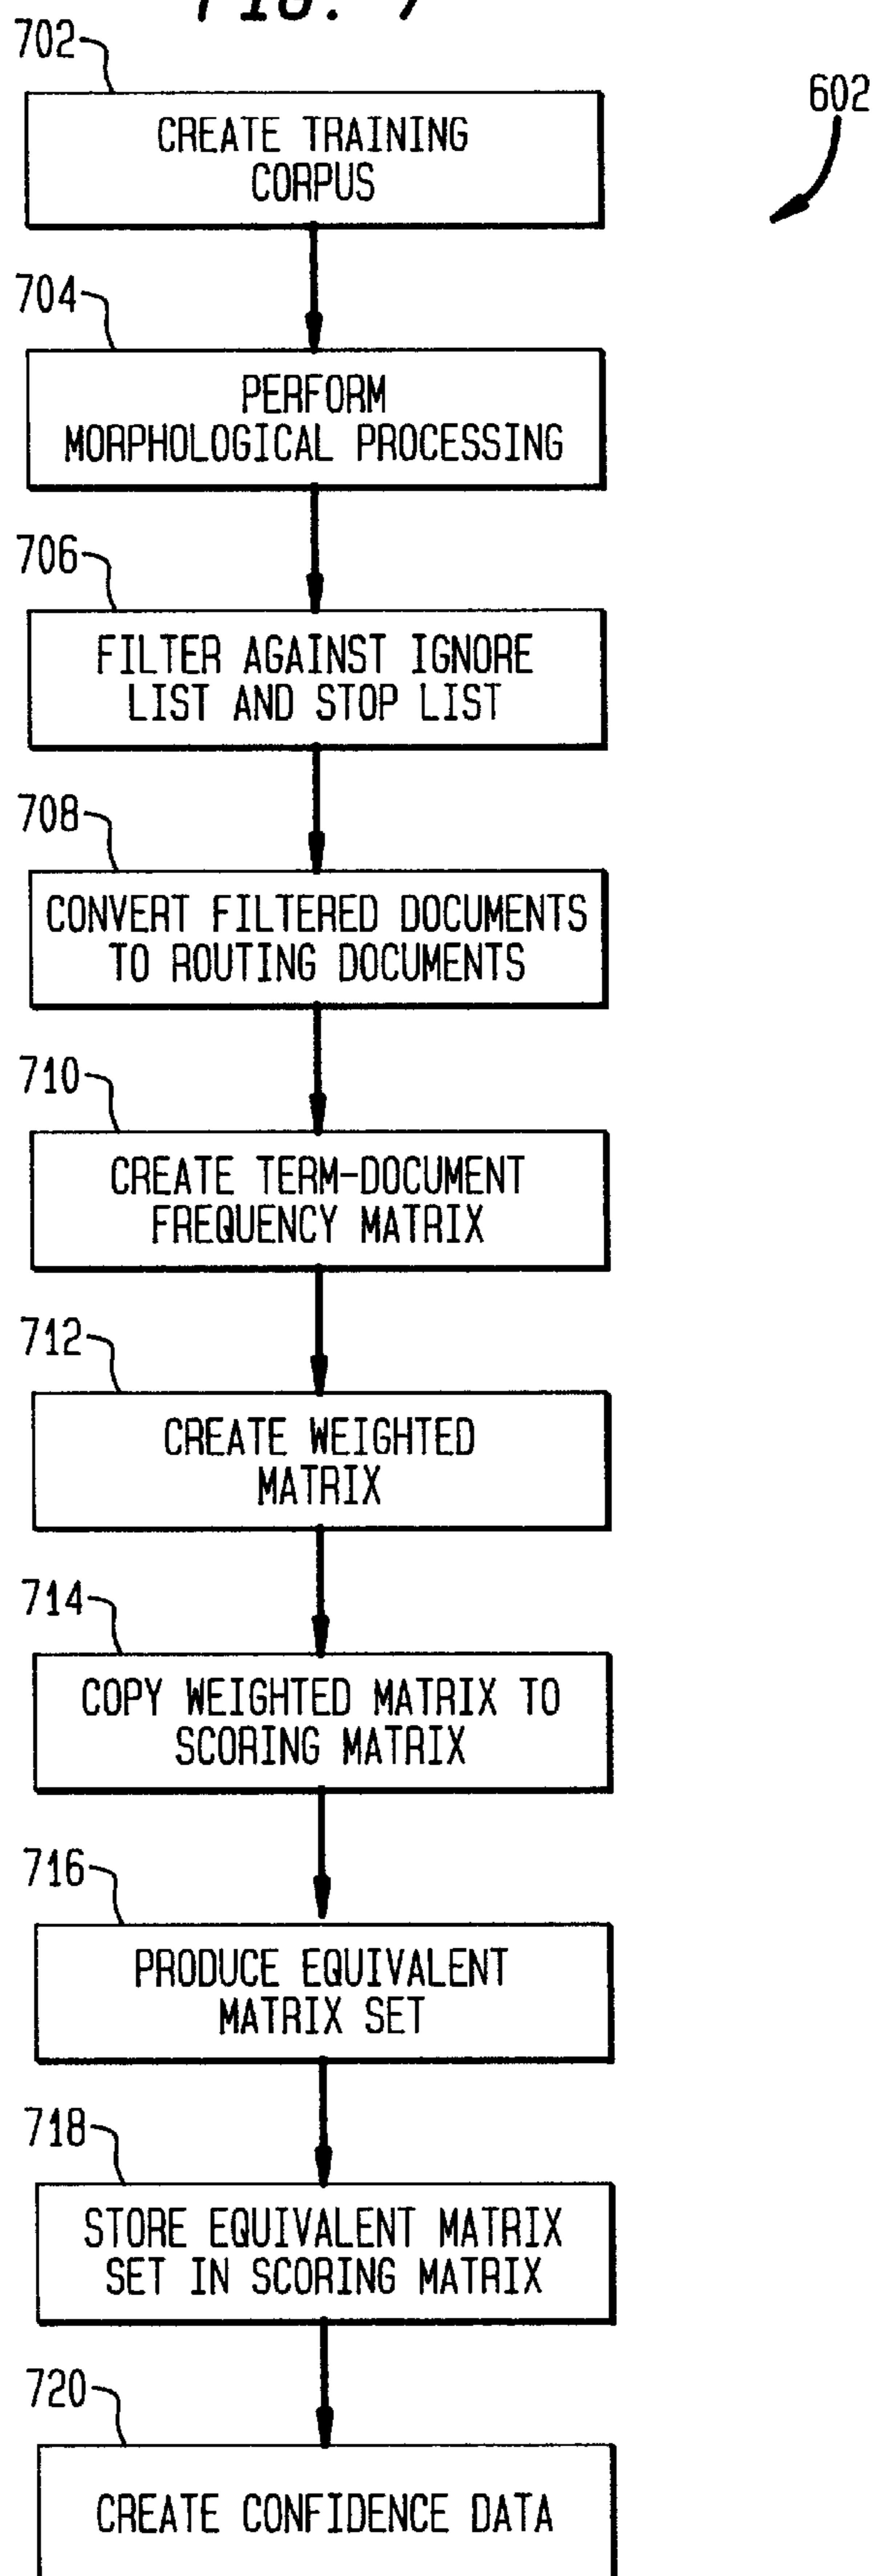 FIG. 7
702
602
CREATE TRAINING
CORPUS
704
PERFORM
MORPHOLOGICAL PROCESSING
706
FILTER AGAINST IGNORE
LIST AND STOP LIST
708
CONVERT FILTERED DOCUMENTS
TO ROUTING DOCUMENTS
710
CREATE TERM-DOCUMENT
FREQUENCY MATRIX
712
CREATE WEIGHTED
MATRIX
714
COPY WEIGHTED MATRIX TO
SCORING MATRIX
716
PRODUCE EQUIVALENT
MATRIX SET
718
STORE EQUIVALENT MATRIX
SET IN SCORING MATRIX
720
CREATE CONFIDENCE DATA